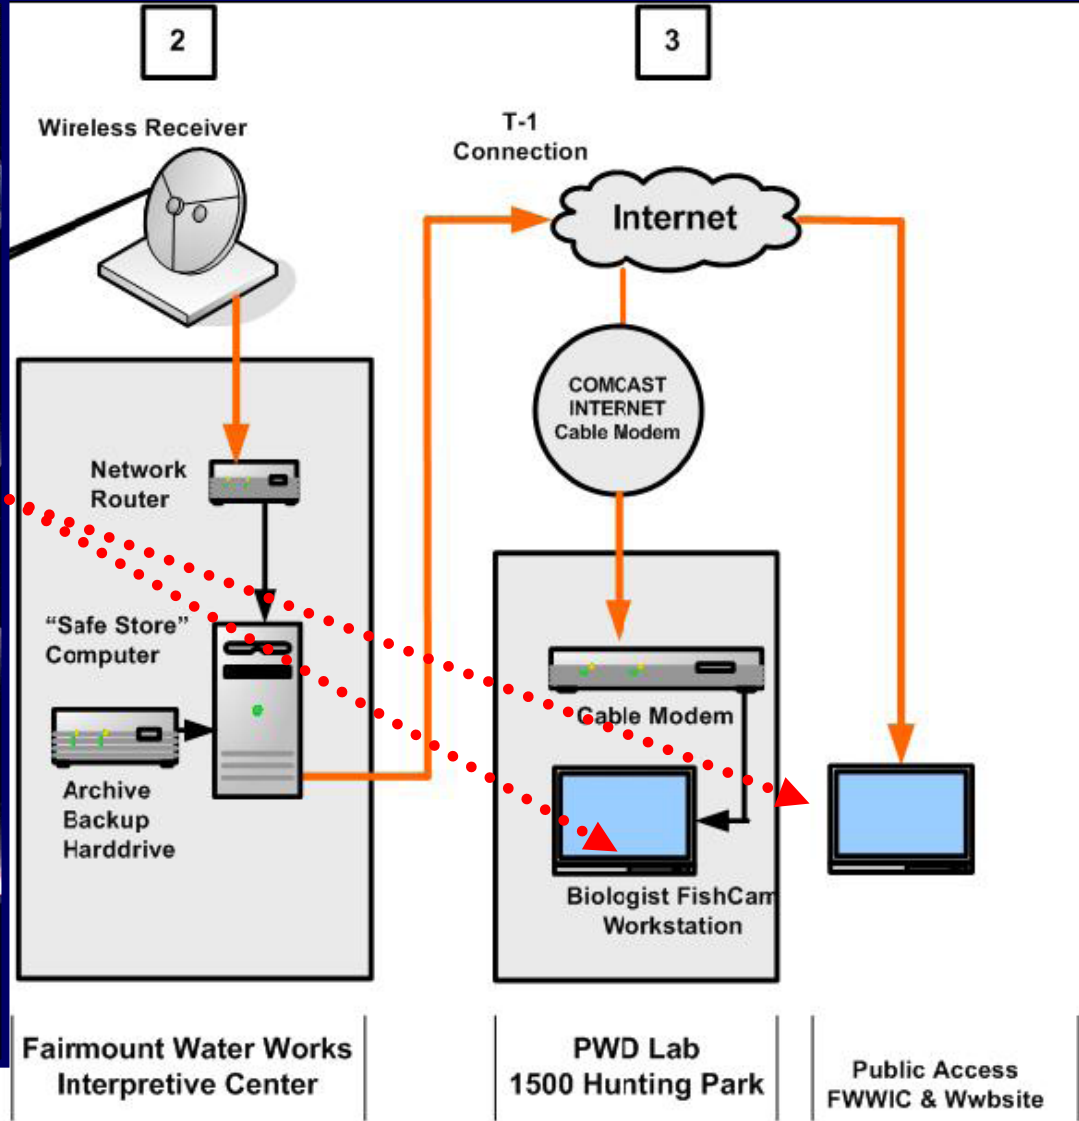 2
3
Wireless Receiver
T-1
Connection
Internet
COMCAST
INTERNET
Cable Modem
Network
Router
“Safe Store”
Computer
Cable Modem
Archive
Backup
Harddrive
Biologist FishCam
Workstation
Fairmount Water Works
Interpretive Center
PWD Lab
1500 Hunting Park
Public Access
FWWIC & Wwbsite